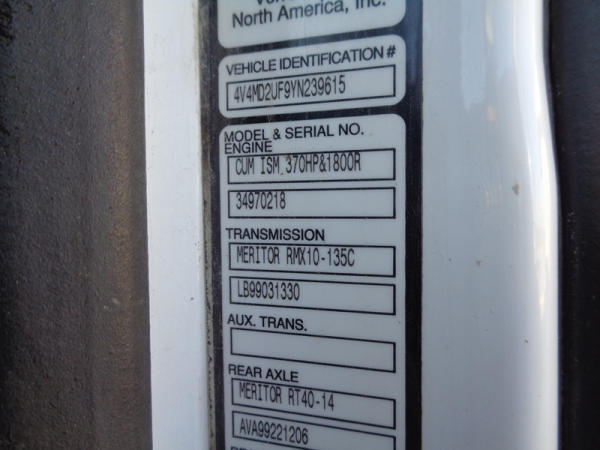 North America, Inc.
VEHICLE IDENTIFICATION #
4V4MD2UF9YN239615
MODEL & SERIAL NO.
ENGINE
CUM ISM, 370HP&1800R
34970218
TRANSMISSION
MERITOR RMX10-135C
LB99031330
AUX. TRANS.
REAR AXLE
MERITOR RT40-14
AVA99221206